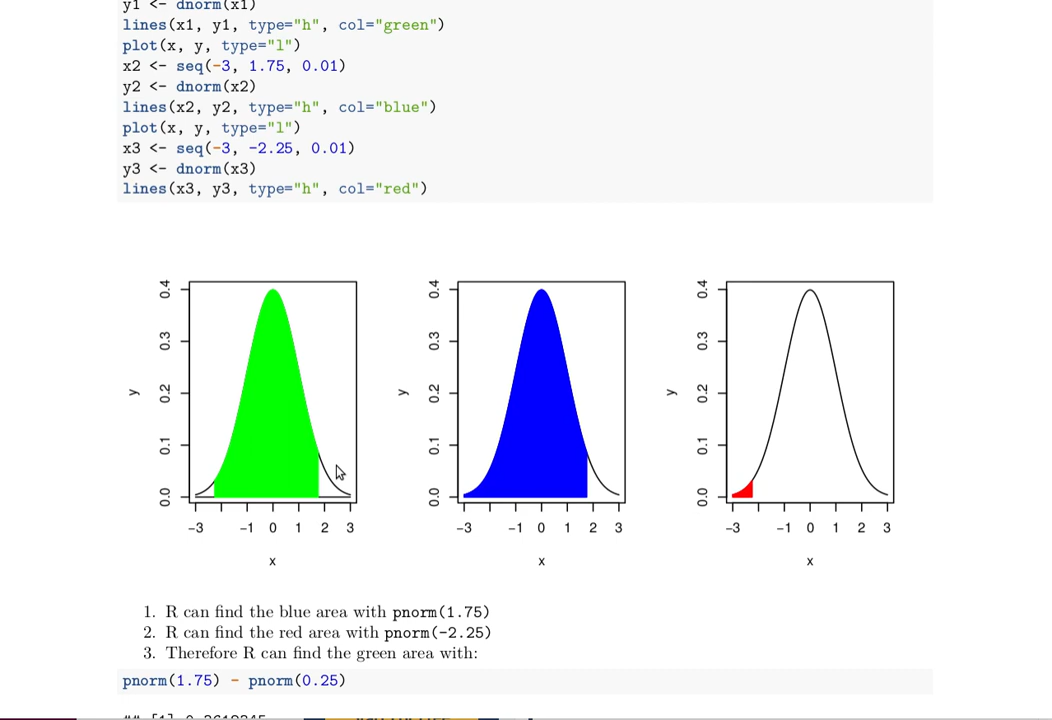 y1 <- dnorm(x1)
lines(x1, y1, type="h", col="green")
plot(x, y, type="l")
x2 <- seq(-3, 1.75, 0.01)
y2 <- dnorm(x2)
lines(x2, y2, type="h", col="blue")
plot(x, y, type="l")
x3 <- seq(-3, -2.25, 0.01)
y3 <- dnorm(x3)
lines(x3, y3, type="h", col="red")
0.4 0.4 0.4
0.3 0.3 0.3
y 0.2 y 0.2 y 0.2
0.1 0.1 0.1
0.0 0.0 0.0
-3 -1 0 1 2 3 -3 -1 0 1 2 3 -3 -1 0 1 2 3
x x x
1. R can find the blue area with pnorm(1.75)
2. R can find the red area with pnorm(-2.25)
3. Therefore R can find the green area with:
pnorm(1.75) - pnorm(0.25)